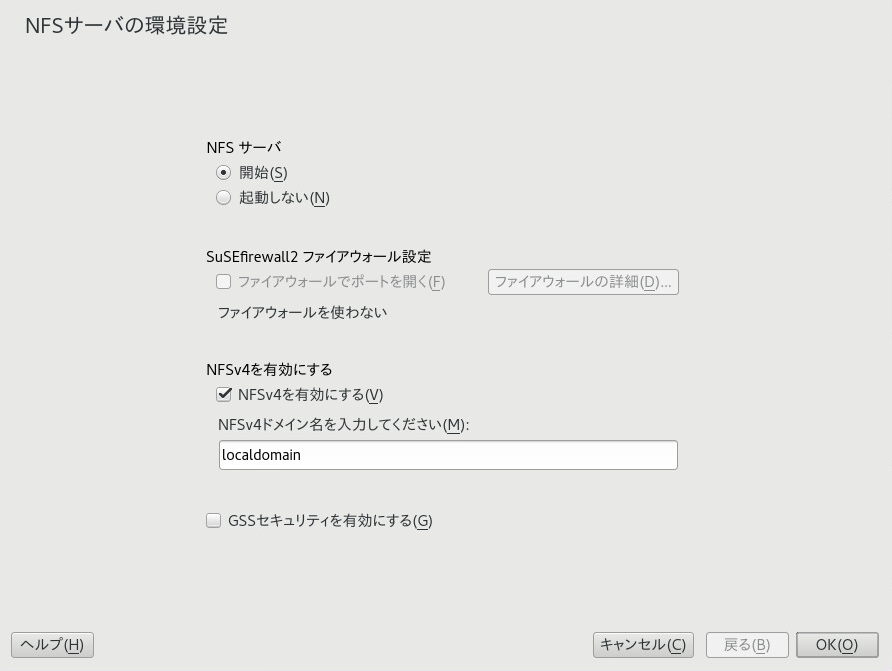 NFSサーバの環境設定
NFS サーバ
開始(S)
起動しない(N)
SuSEfirewall2 ファイアウォール設定
ファイアウォールでポートを開く(F) ファイアウォールの詳細(D)...
ファイアウォールを使わない
NFSv4を有効にする
NFSv4を有効にする(V)
NFSv4ドメイン名を入力してください(M):
localdomain
GSSセキュリティを有効にする(G)
ヘルプ(H) キャンセル(C) 戻る(B) OK(O)